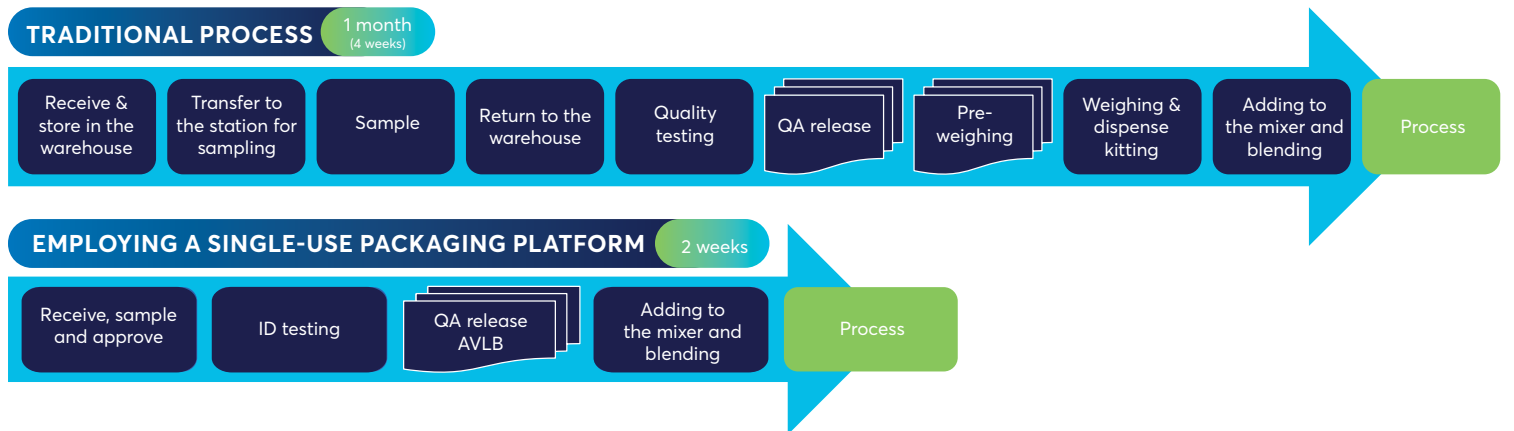 TRADITIONAL PROCESS
1 month
(4 weeks)
Receive &
store in the
warehouse
Transfer to
the station for
sampling
Sample
Return to the
warehouse
Quality
testing
QA release
Pre-
weighing
Weighing &
dispense
kitting
Adding to
the mixer and
blending
Process
EMPLOYING A SINGLE-USE PACKAGING PLATFORM
2 weeks
Receive, sample
and approve
ID testing
QA release
AVLB
Adding to
the mixer and
blending
Process